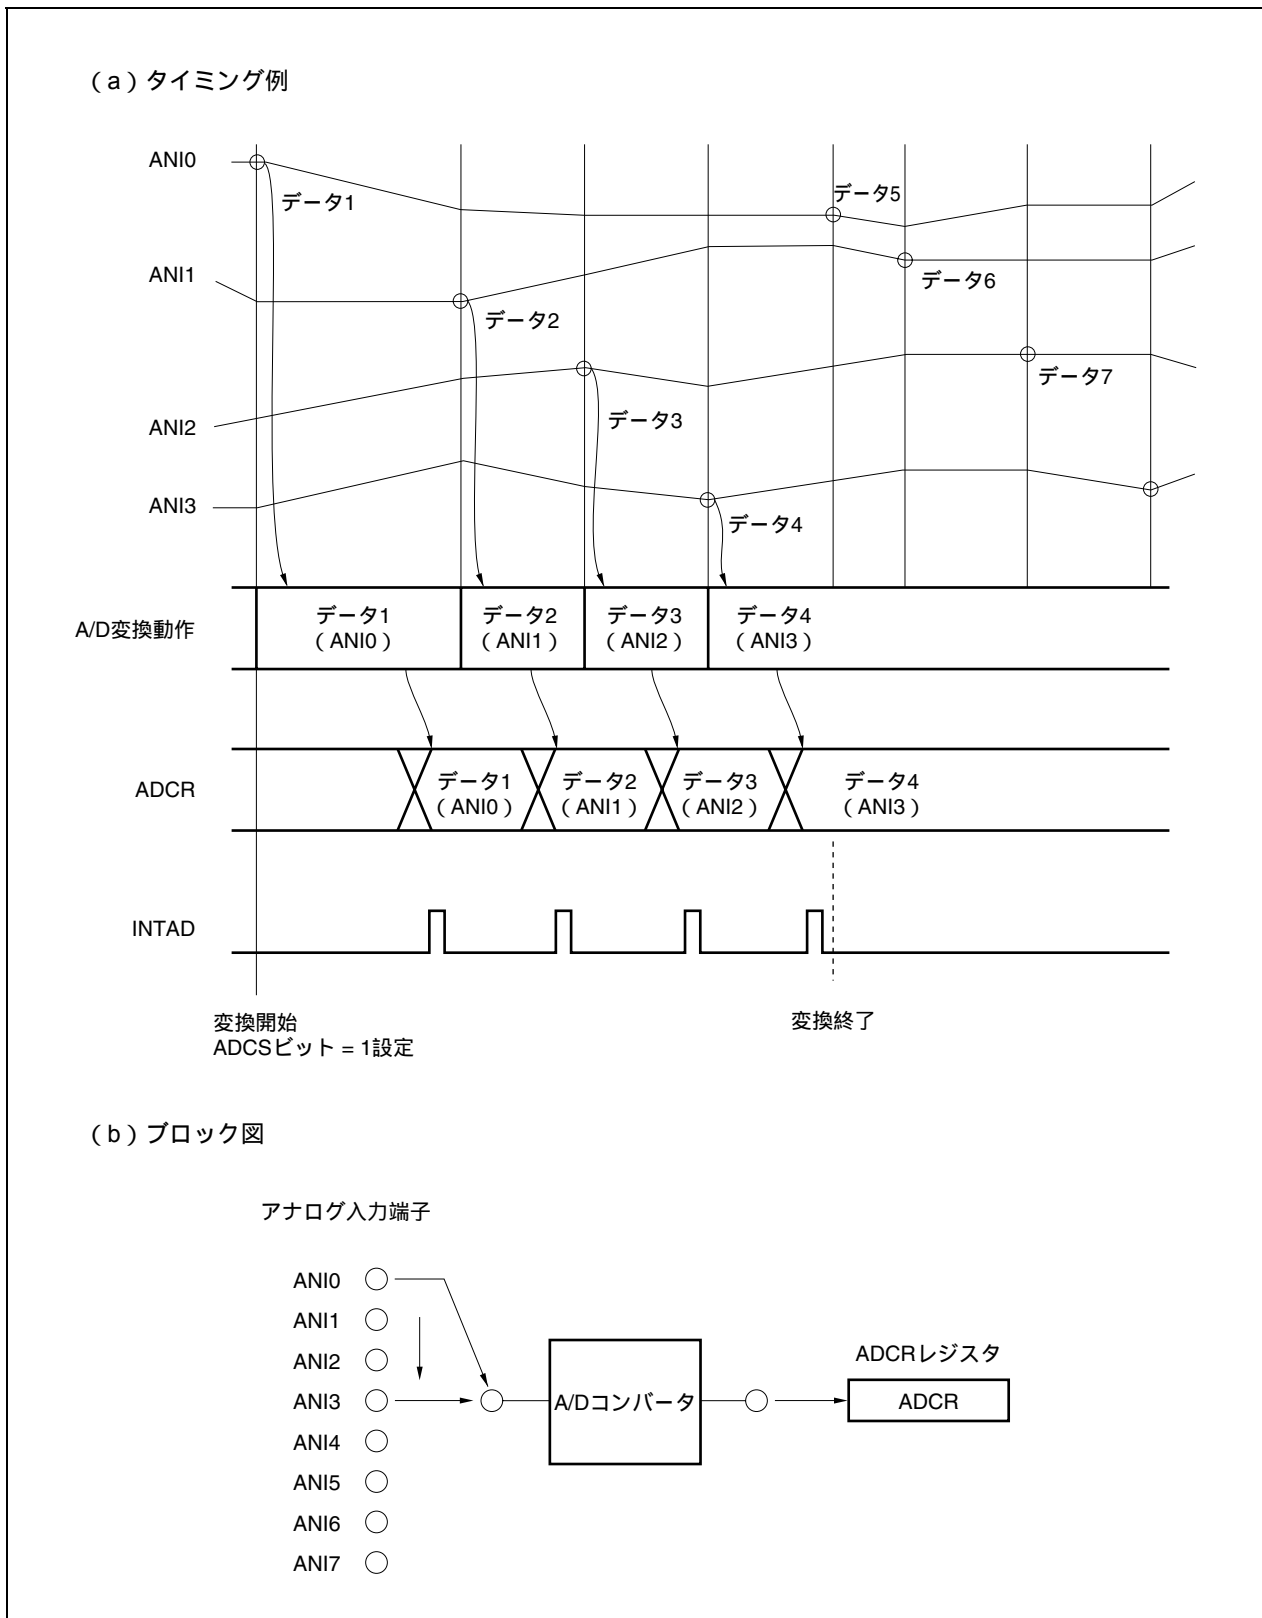 (a)タイミング例
ANI0
データ1
データ5
ANI1
データ2
データ6
ANI2
データ3
データ7
ANI3
データ4
A/D変換動作
データ1
(ANI0)
データ2
(ANI1)
データ3
(ANI2)
データ4
(ANI3)
ADCR
データ1
(ANI0)
データ2
(ANI1)
データ3
(ANI2)
データ4
(ANI3)
INTAD
変換開始
ADCSビット = 1設定
変換終了
(b)ブロック図
アナログ入力端子
ANI0
ANI1
ANI2
ANI3
ANI4
ANI5
ANI6
ANI7
A/Dコンバータ
ADCRレジスタ
ADCR